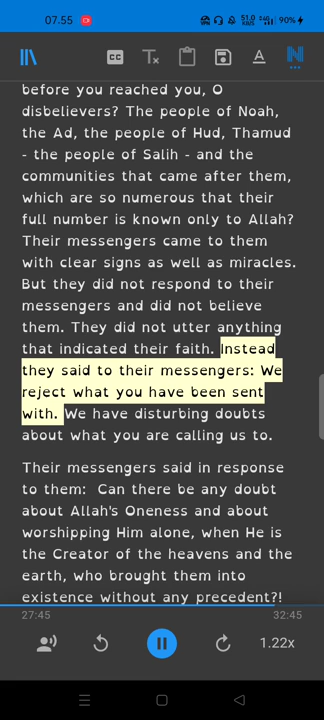 07.55
51.0 KB/S
90%
CC
before you reached you, O
disbelievers? The people of Noah,
the Ad, the people of Hud, Thamud
- the people of Salih - and the
communities that came after them,
which are so numerous that their
full number is known only to Allah?
Their messengers came to them
with clear signs as well as miracles.
But they did not respond to their
messengers and did not believe
them. They did not utter anything
that indicated their faith. Instead
they said to their messengers: We
reject what you have been sent
with. We have disturbing doubts
about what you are calling us to.
Their messengers said in response
to them:  Can there be any doubt
about Allah's Oneness and about
worshipping Him alone, when He is
the Creator of the heavens and the
earth, who brought them into
existence without any precedent?!
27:45
32:45
1.22x